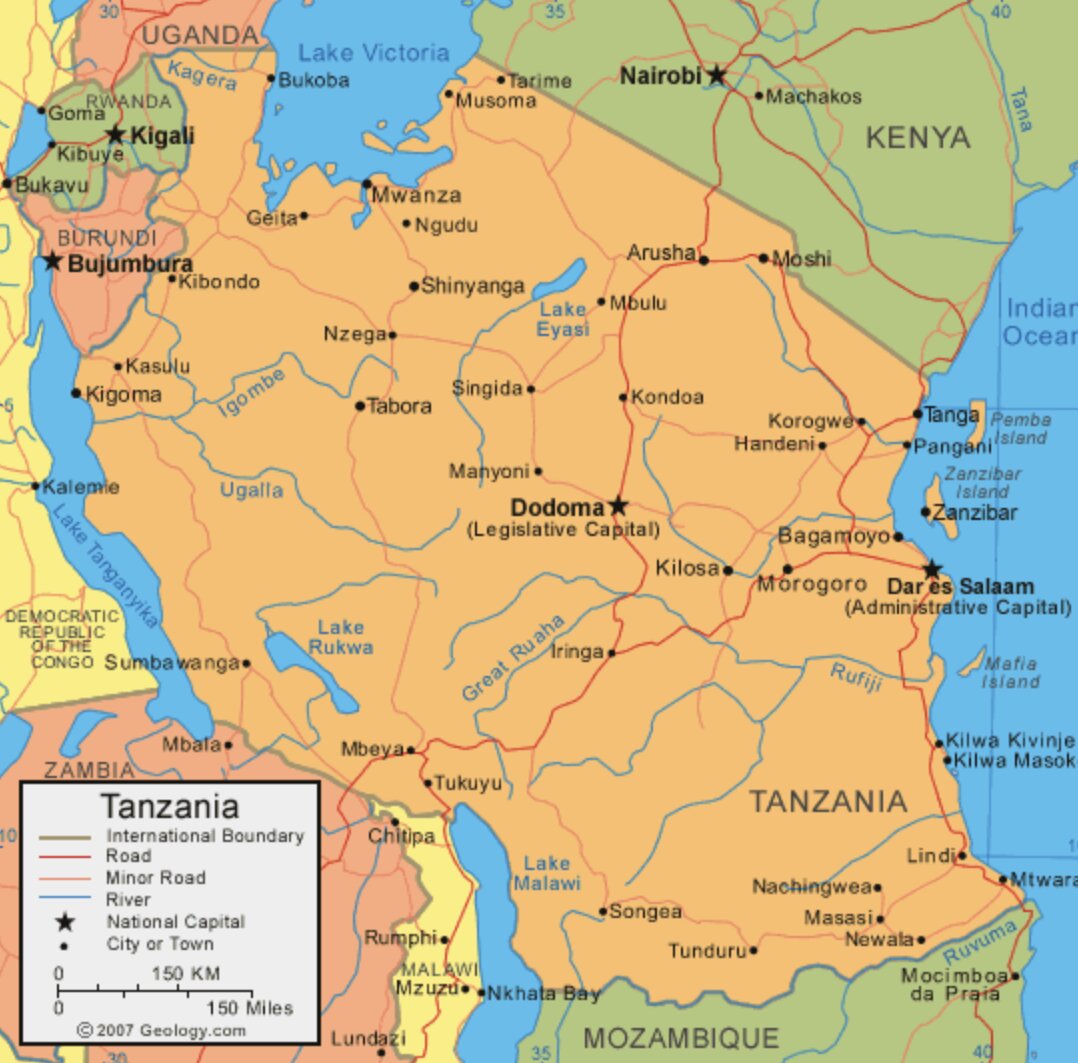 30
35
40
UGANDA
Lake Victoria
Kagera
Bukoba
Tarime
Nairobi
Musoma
Machakos
Tana
RWANDA
Goma
Kigali
KENYA
Kibuye
Bukavu
Mwanza
Geita
Ngudu
BURUNDI
Bujumbura
Arusha
Moshi
Kibondo
Shinyanga
Mbulu
Lake
Eyasi
Indian
Ocear
Nzega
Kasulu
Kigoma
Igombe
Tabora
Singida
Kondoa
5
Korogwe
Tanga
Pemba
Island
Handeni
Pangani
Manyoni
Zanzibar
Island
Kalemie
Ugalla
Dodoma
(Legislative Capital)
Zanzibar
Bagamoyo
Lake Tanganyika
Kilosa
Morogoro
Dar es Salaam
(Administrative Capital)
DEMOCRATIC
REPUBLIC
OF THE
CONGO
Lake
Rukwa
Great Ruaha
Iringa
Sumbawanga
Rufiji
Mafia
Island
Mbala
Mbeya
Kilwa Kivinje
Kilwa Masok
ZAMBIA
Tukuyu
TANZANIA
Tanzania
International Boundary
Road
Minor Road
River
National Capital
City or Town
0
150 KM
0
150 Miles
©2007 Geology.com
10
10
Chitipa
Lake
Malawi
Lindi
Nachingwea
Mtwara
Songea
Masasi
Newala
Tunduru
Ruvuma
Rumphi
MALAWI
Mzuzu
Nkhata Bay
Mocimboa
da Praia
Lundazi
MOZAMBIQUE
30
35
40